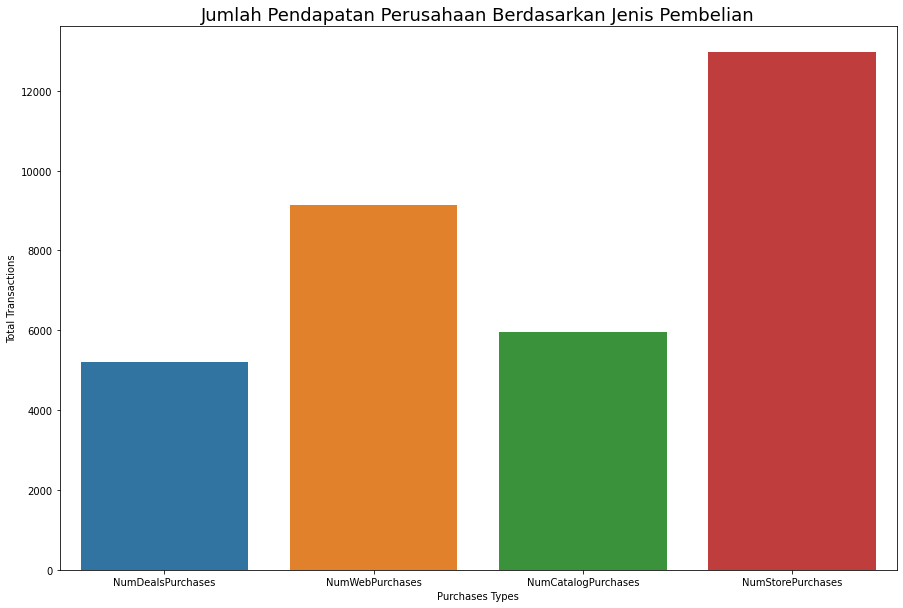 Jumlah Pendapatan Perusahaan Berdasarkan Jenis Pembelian
Total Transactions
12000
10000
8000
6000
4000
2000
0
NumDealsPurchases
NumWebPurchases
NumCatalogPurchases
NumStorePurchases
Purchases Types